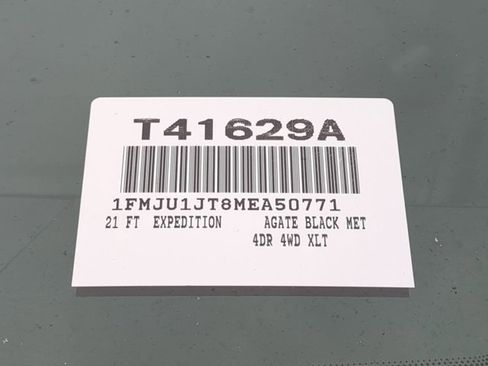 T41629A
1FMJU1JT8MEA50771
21 FT EXPEDITION AGATE BLACK MET
4DR 4WD XLT